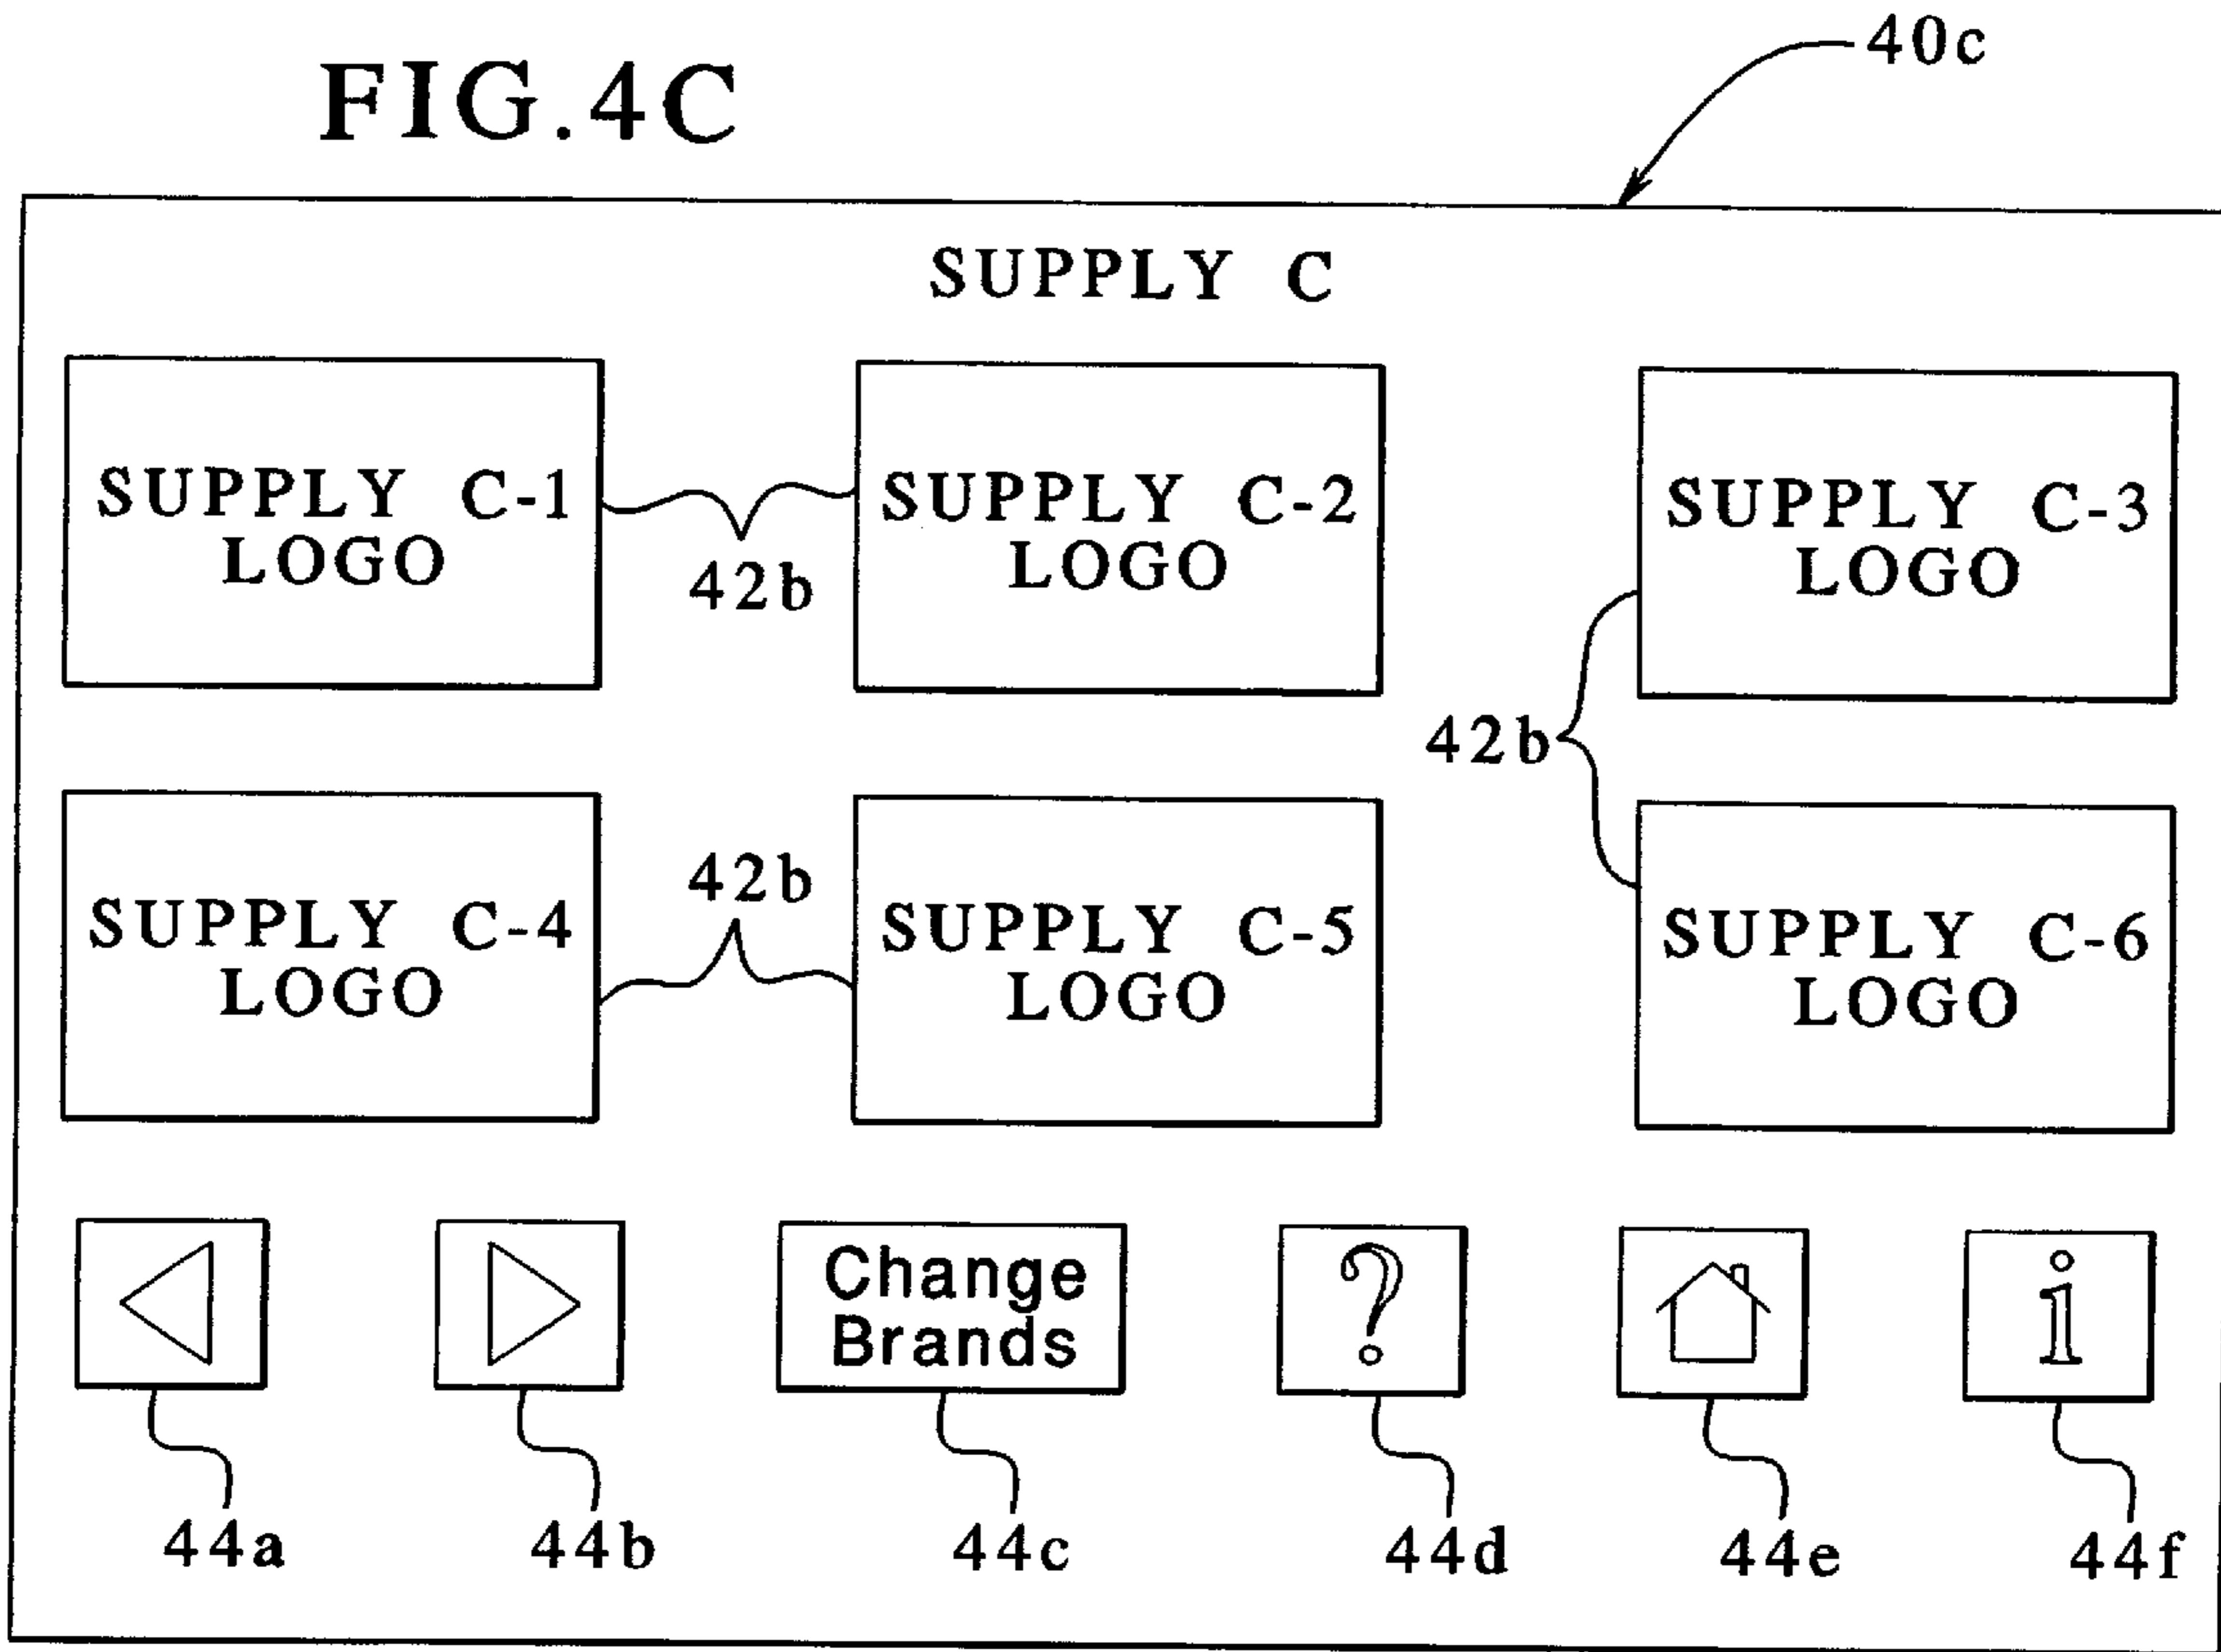 FIG.4C
40c
SUPPLY C
SUPPLY C-1
LOGO
42b
SUPPLY C-2
LOGO
SUPPLY C-3
LOGO
42b
SUPPLY C-4
LOGO
42b
SUPPLY C-5
LOGO
SUPPLY C-6
LOGO
Change
Brands
?
i
44a
44b
44c
44d
44e
44f